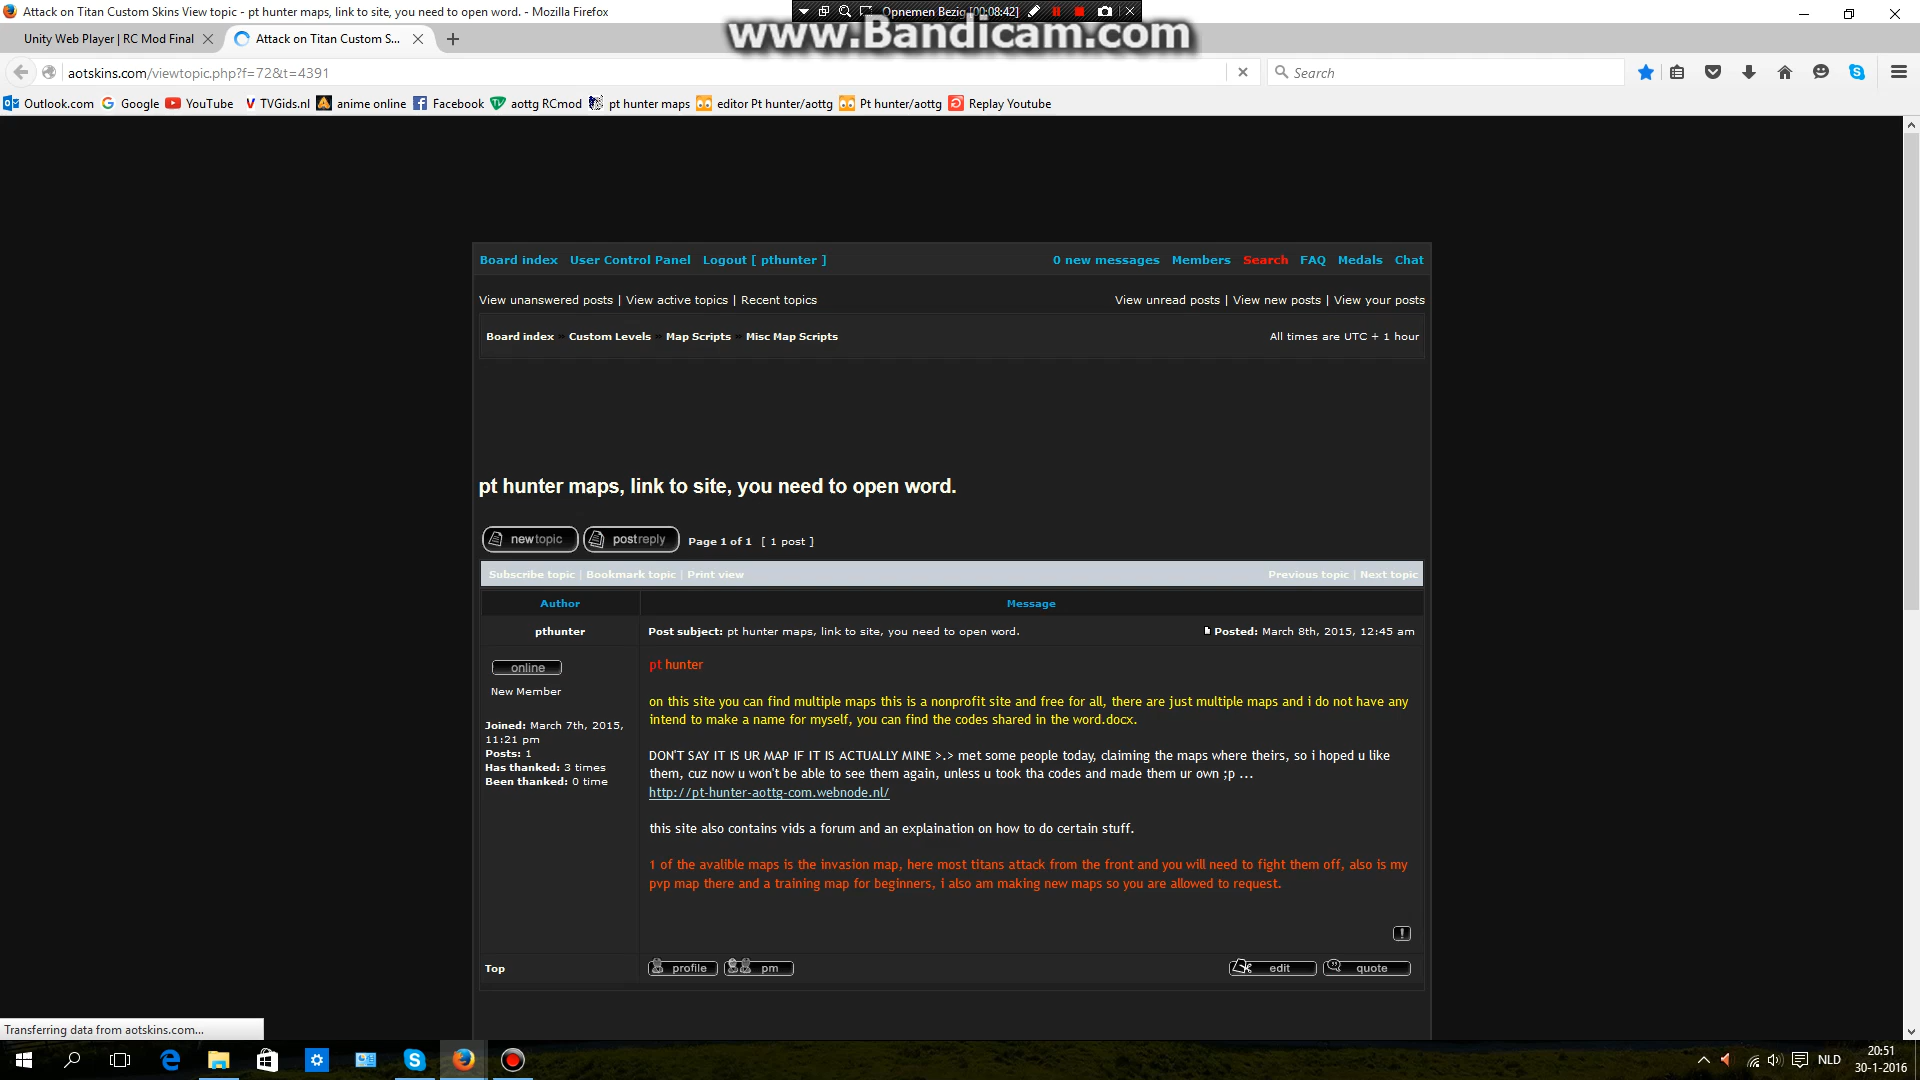 Attack on Titan Custom Skins View topic - pt hunter maps, link to site, you need to open word. - Mozilla Firefox
Opnemen Bezig [00:08:42]
www.Bandicam.com
Unity Web Player | RC Mod Final
Attack on Titan Custom S...
aotskins.com/viewtopic.php?f=72&t=4391
Search
Outlook.com Google YouTube TVGids.nl anime online Facebook aottg RCmod pt hunter maps editor Pt hunter/aottg Pt hunter/aottg Replay Youtube
Board index User Control Panel Logout [ pthunter ] 0 new messages Members Search FAQ Medals Chat
View unanswered posts | View active topics | Recent topics View unread posts | View new posts | View your posts
Board index » Custom Levels » Map Scripts » Misc Map Scripts All times are UTC + 1 hour
pt hunter maps, link to site, you need to open word.
newtopic postreply Page 1 of 1 [ 1 post ]
Subscribe topic | Bookmark topic | Print view Previous topic | Next topic
Author Message
pthunter Post subject: pt hunter maps, link to site, you need to open word. Posted: March 8th, 2015, 12:45 am
online
New Member
Joined: March 7th, 2015,
11:21 pm
Posts: 1
Has thanked: 3 times
Been thanked: 0 time
pt hunter
on this site you can find multiple maps this is a nonprofit site and free for all, there are just multiple maps and i do not have any
intend to make a name for myself, you can find the codes shared in the word.docx.
DON'T SAY IT IS UR MAP IF IT IS ACTUALLY MINE >.> met some people today, claiming the maps where theirs, so i hoped u like
them, cuz now u won't be able to see them again, unless u took tha codes and made them ur own ;p ...
http://pt-hunter-aottg-com.webnode.nl/
this site also contains vids a forum and an explaination on how to do certain stuff.
1 of the avalible maps is the invasion map, here most titans attack from the front and you will need to fight them off, also is my
pvp map there and a training map for beginners, i also am making new maps so you are allowed to request.
Top profile pm edit quote
Transferring data from aotskins.com...
NLD
20:51
30-1-2016